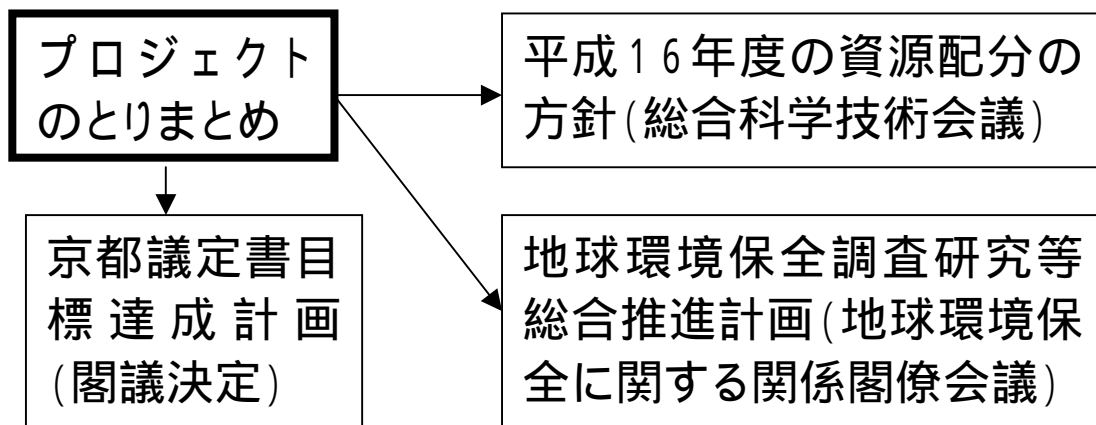 プロジェクト
のとりまとめ
平成16年度の資源配分の
方針(総合科学技術会議)
京都議定書目
標達成計画
(閣議決定)
地球環境保全調査研究等
総合推進計画(地球環境保
全に関する関係閣僚会議)